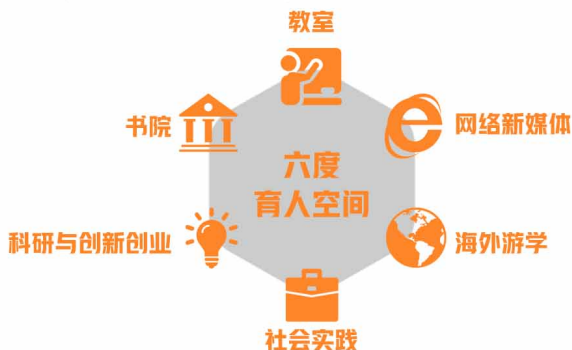 教室
书院
网络新媒体
六度
育人空间
科研与创新创业
海外游学
社会实践